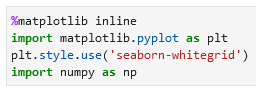 %matplotlib inline
import matplotlib.pyplot as plt
plt.style.use('seaborn-whitegrid')
import numpy as np